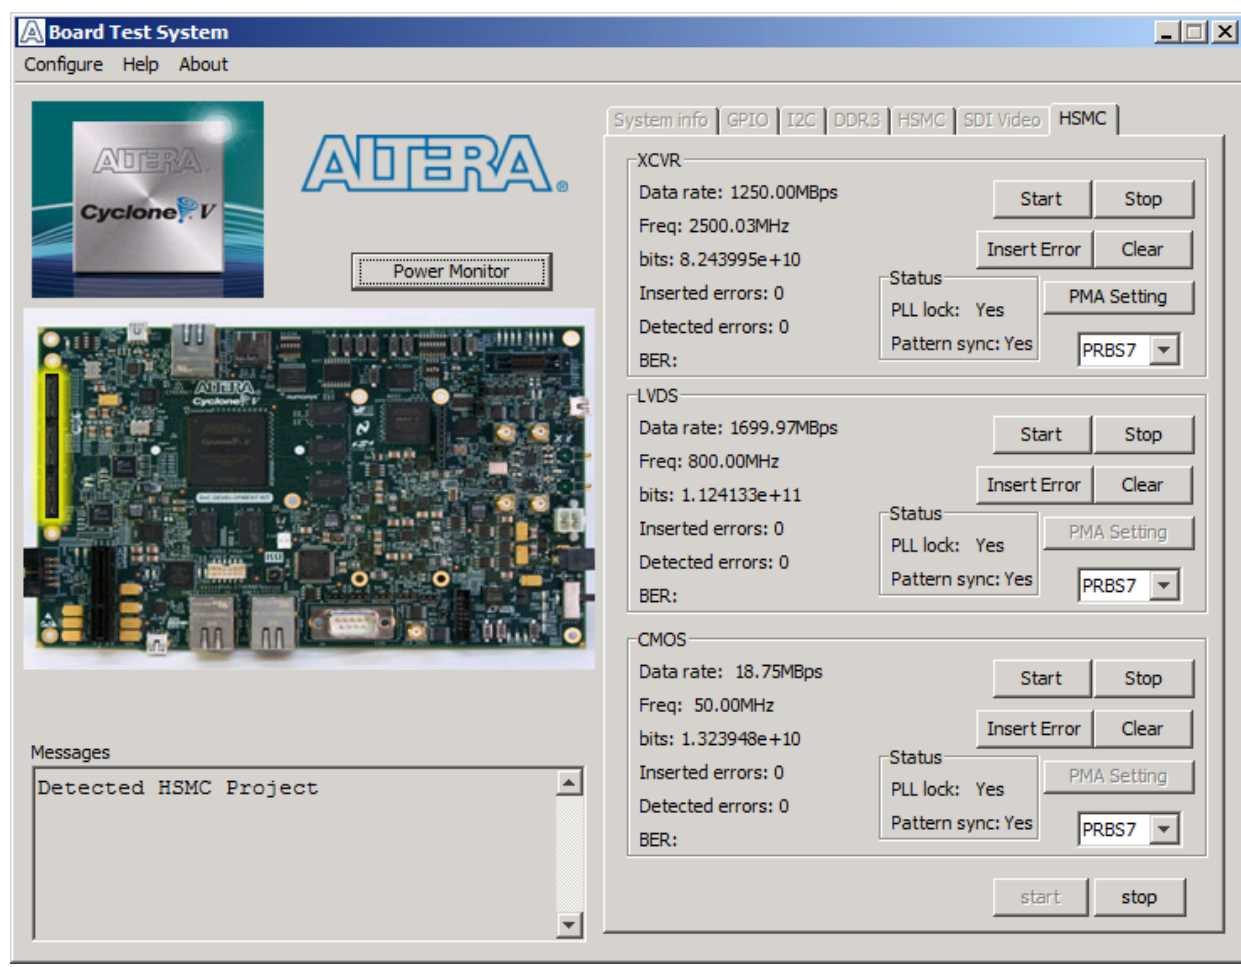 Board Test System
Configure Help About
ALTERA.
Cyclone V
ALTERA®
Power Monitor
ALTERA
Cyclone V
SoC DEVELOPMENT KIT
Messages
Detected HSMC Project
System info GPIO I2C DDR3 HSMC SDI Video HSMC
XCVR
Data rate: 1250.00MBps
Freq: 2500.03MHz
bits: 8.243995e+10
Inserted errors: 0
Detected errors: 0
BER:
Start Stop
Insert Error Clear
Status
PLL lock: Yes
Pattern sync: Yes
PMA Setting
PRBS7
LVDS
Data rate: 1699.97MBps
Freq: 800.00MHz
bits: 1.124133e+11
Inserted errors: 0
Detected errors: 0
BER:
Start Stop
Insert Error Clear
Status
PLL lock: Yes
Pattern sync: Yes
PMA Setting
PRBS7
CMOS
Data rate: 18.75MBps
Freq: 50.00MHz
bits: 1.323948e+10
Inserted errors: 0
Detected errors: 0
BER:
Start Stop
Insert Error Clear
Status
PLL lock: Yes
Pattern sync: Yes
PMA Setting
PRBS7
start stop